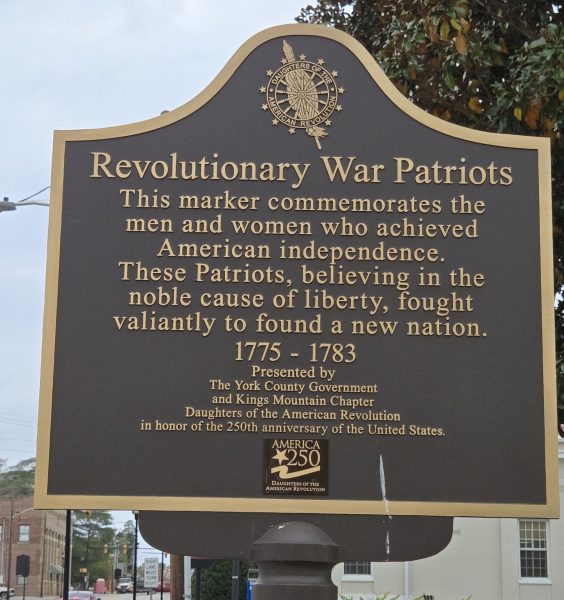 DAUGHTERS OF THE
AMERICAN REVOLUTION
Revolutionary War Patriots
This marker commemorates the
men and women who achieved
American independence.
These Patriots, believing in the
noble cause of liberty, fought
valiantly to found a new nation.
1775 - 1783
Presented by
The York County Government
and Kings Mountain Chapter
Daughters of the American Revolution
in honor of the 250th anniversary of the United States.
AMERICA
250
DAUGHTERS OF THE
AMERICAN REVOLUTION